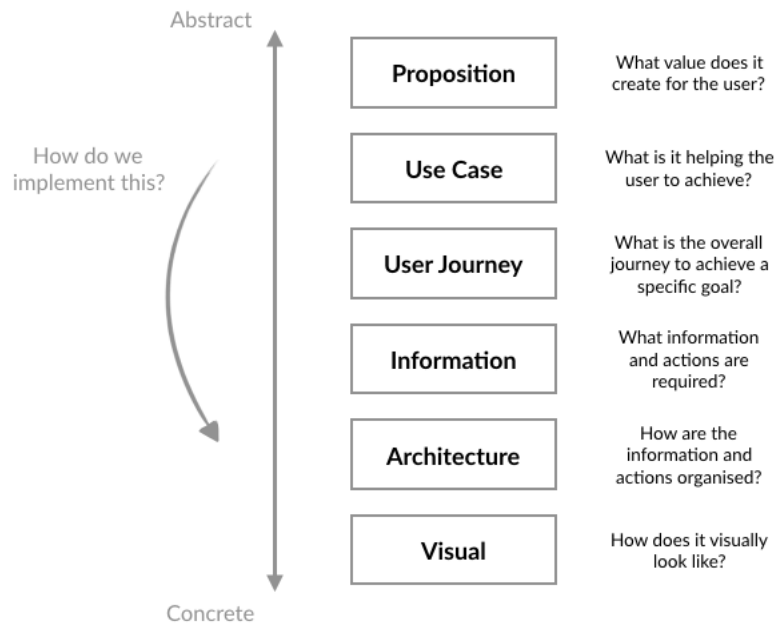 Abstract
Proposition
What value does it
create for the user?
How do we
implement this?
Use Case
What is it helping the
user to achieve?
User Journey
What is the overall
journey to achieve a
specific goal?
Information
What information
and actions are
required?
Architecture
How are the
information and
actions organised?
Visual
How does it visually
look like?
Concrete